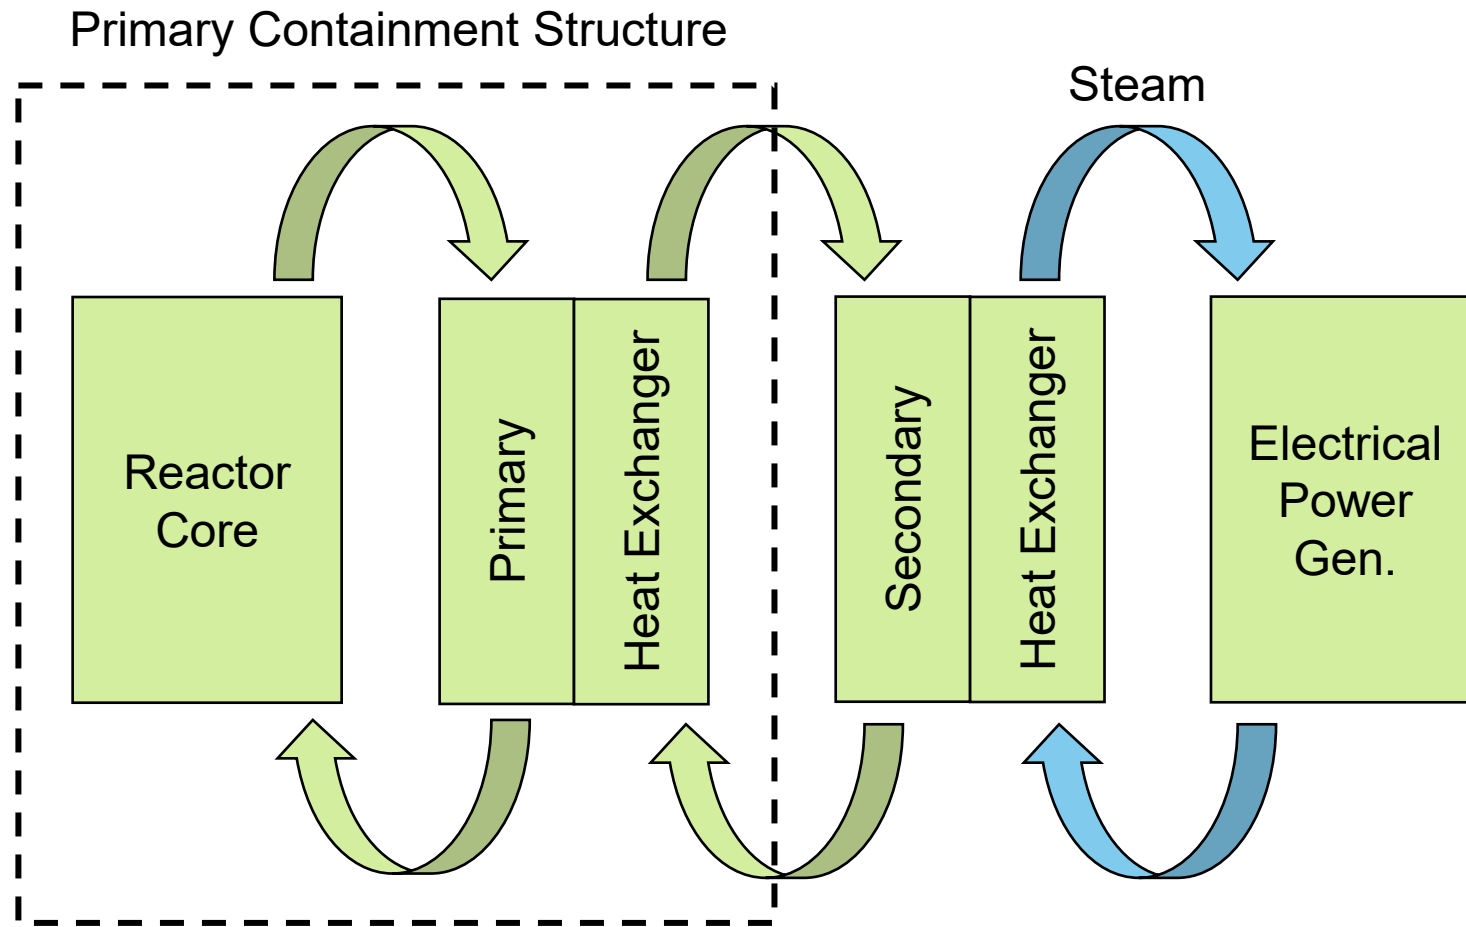 Primary Containment Structure
Steam
Reactor
Core
Primary
Heat Exchanger
Secondary
Heat Exchanger
Electrical
Power
Gen.